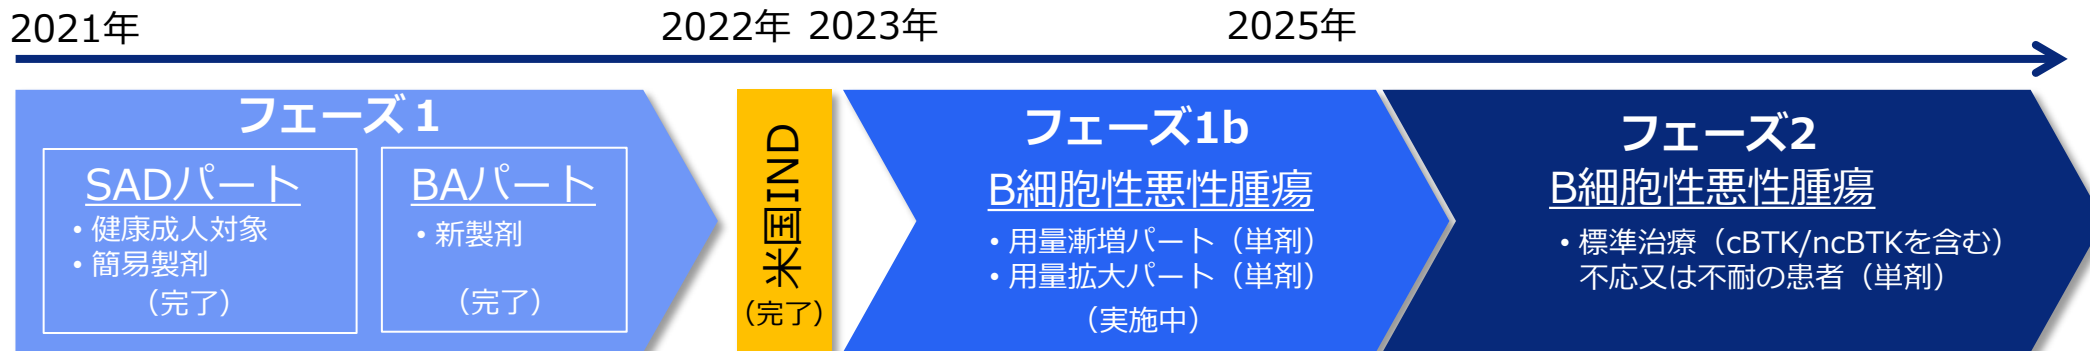 2021年
2022年 2023年
2025年
フェーズ1
SADパート
・健康成人対象
・簡易製剤
（完了）
BAパート
・新製剤
（完了）
米国IND
（完了）
フェーズ1b
B細胞性悪性腫瘍
・用量漸増パート（単剤）
・用量拡大パート（単剤）
（実施中）
フェーズ2
B細胞性悪性腫瘍
・標準治療（cBTK/ncBTKを含む）
不応又は不耐の患者（単剤）